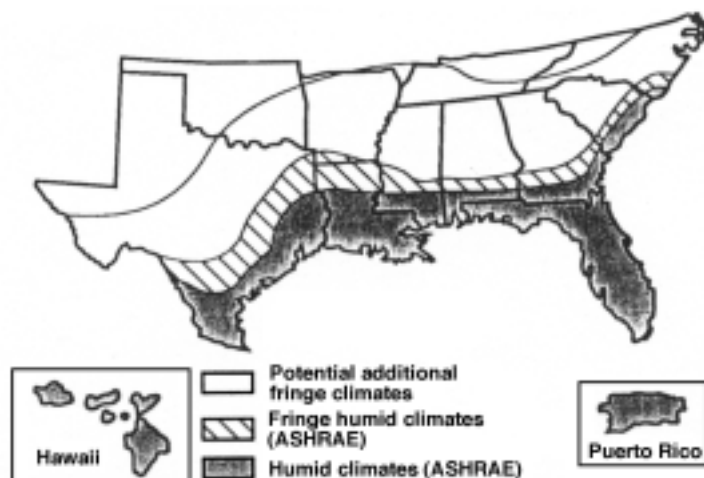 Potential additional
fringe climates
Fringe humid climates
(ASHRAE)
Humid climates (ASHRAE)
Hawaii
Puerto Rico